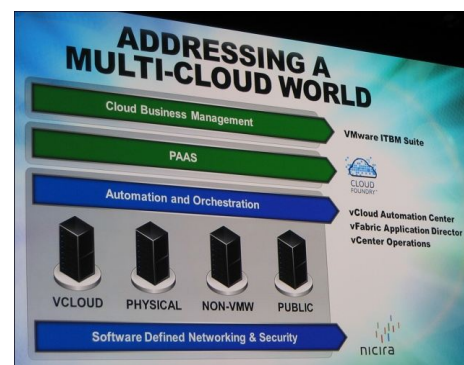 ADDRESSING A
MULTI-CLOUD WORLD
Cloud Business Management
VMware ITBM Suite
PAAS
CLOUD
FOUNDRY
Automation and Orchestration
vCloud Automation Center
vFabric Application Director
vCenter Operations
VCLOUD
PHYSICAL
NON-VMW
PUBLIC
Software Defined Networking & Security
nicira